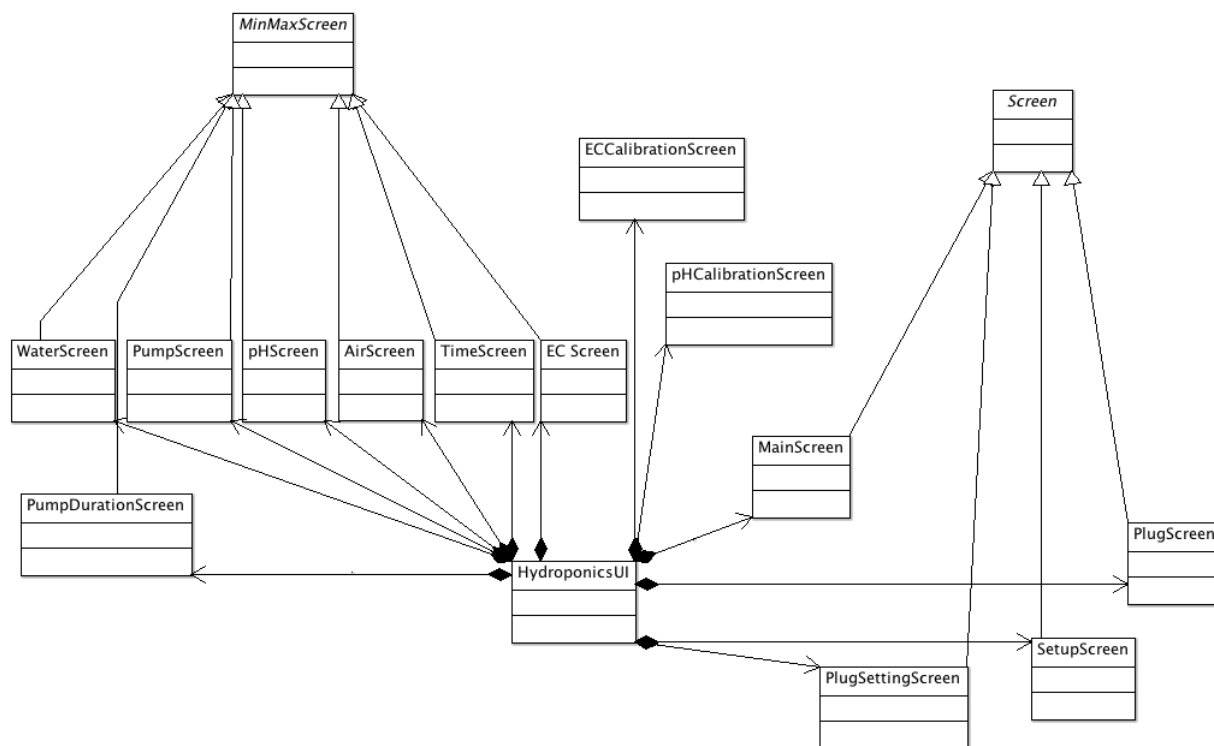 MinMaxScreen
Screen
ECCalibrationScreen
pHCalibrationScreen
WaterScreen
PumpScreen
pHScreen
AirScreen
TimeScreen
EC Screen
MainScreen
PumpDurationScreen
PlugScreen
HydroponicsUI
SetupScreen
PlugSettingScreen